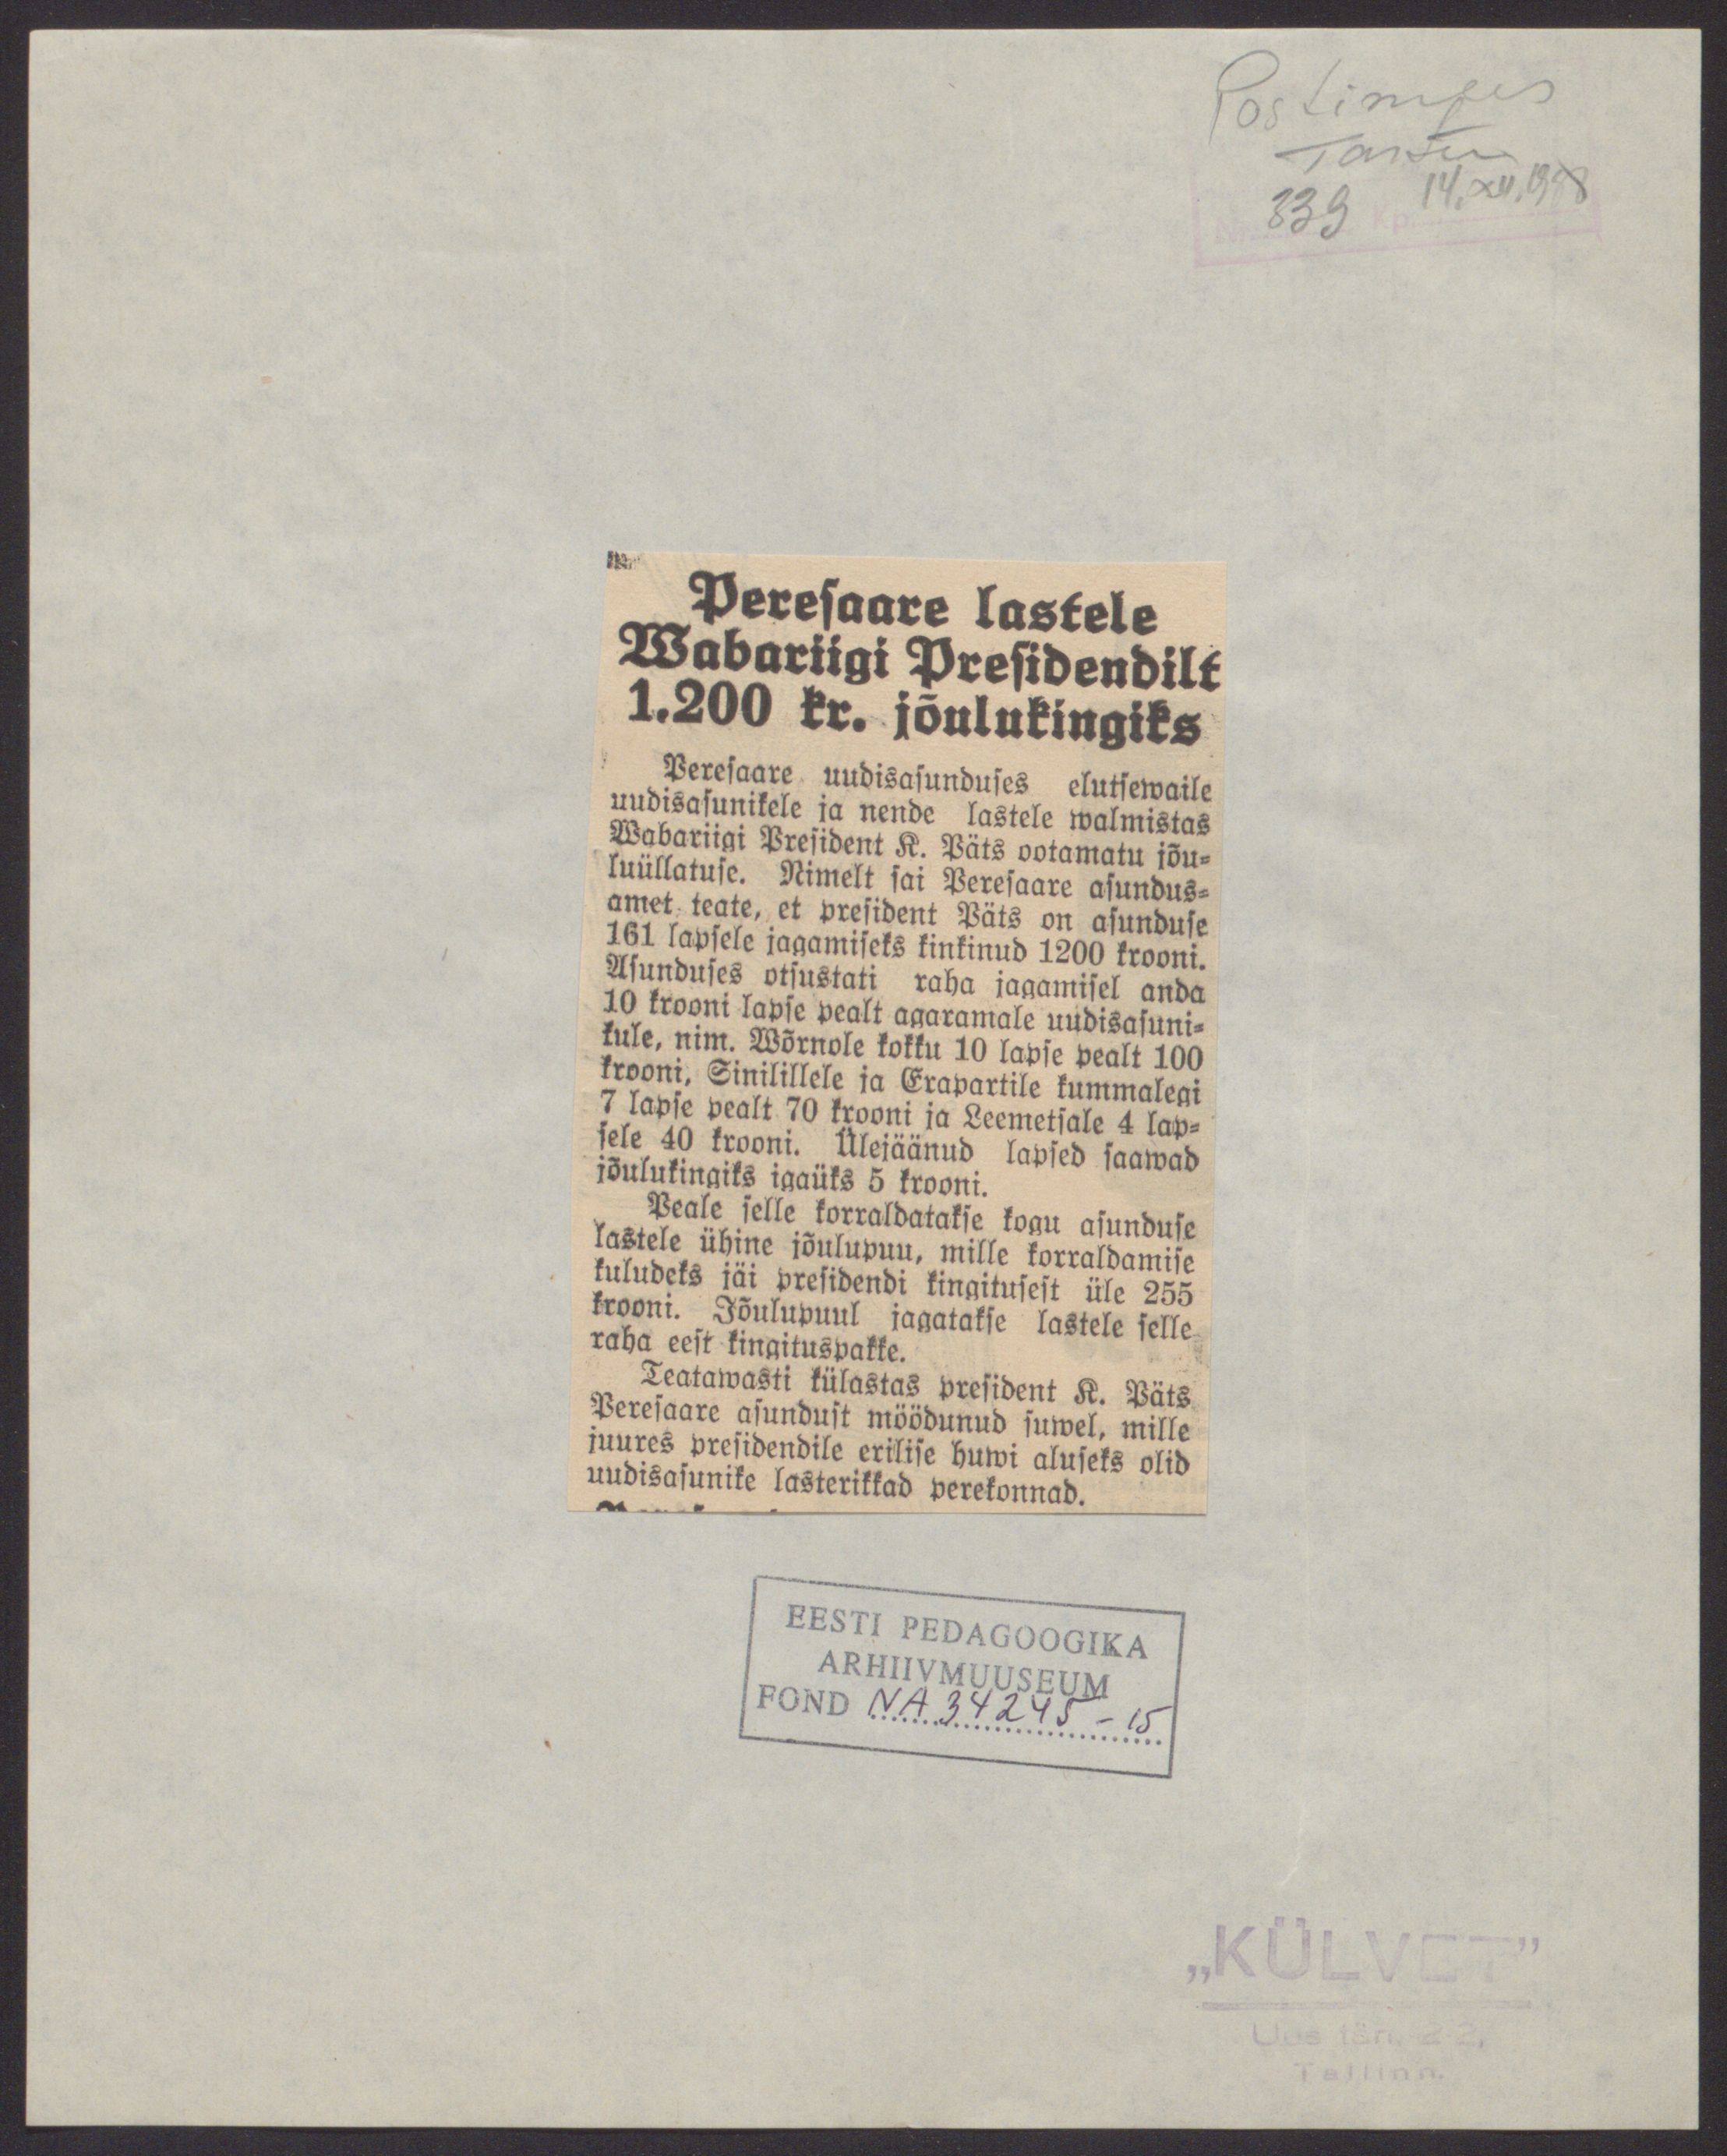 Postimees
Tartu
339 14.XII.1938
Peresaare lastele
Wabariigi Presidendilt
1.200 kr. jõulukingiks
Peresaare uudisasunduses elutsewaile
uudisasunikele ja nende lastele walmistas
Wabariigi President K. Päts ootamatu jõu-
luüllatuse. Nimelt sai Peresaare asundus-
amet teate, et president Päts on asunduse
161 lapsele jagamiseks kinkinud 1200 krooni.
Asunduses otsustati raha jagamisel anda
10 krooni lapse pealt agaramale uudisasuni-
kule, nim. Wõrnole kokku 10 lapse pealt 100
krooni, Sinilillele ja Erapartile kummalegi
7 lapse pealt 70 krooni ja Leemetsale 4 lap-
sele 40 krooni. Ülejäänud lapsed saawad
jõulukingiks igaüks 5 krooni.
Peale selle korraldatakse kogu asunduse
lastele ühine jõulupuu, mille korraldamise
kuludeks jäi presidendi kingitusest üle 255
krooni. Jõulupuul jagatakse lastele selle
raha eest kingituspakke.
Teatawasti külastas president K. Päts
Peresaare asundust möödunud suwel, mille
juures presidendile erilise huwi aluseks olid
uudisasunike lasterikkad perekonnad.
EESTI PEDAGOOGIKA
ARHIIVMUUSEUM
FOND NA 34245-15
„KÜLVET”
Uus tän. 22,
Tallinn.